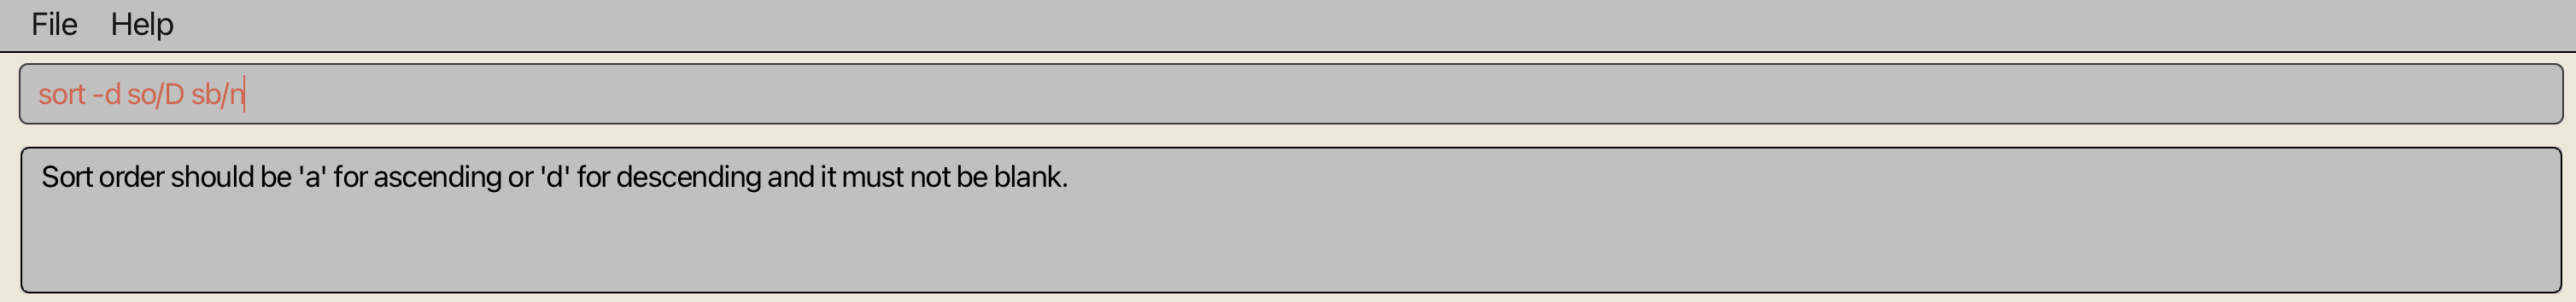 File Help
sort -d so/D sb/n
Sort order should be 'a' for ascending or 'd' for descending and it must not be blank.